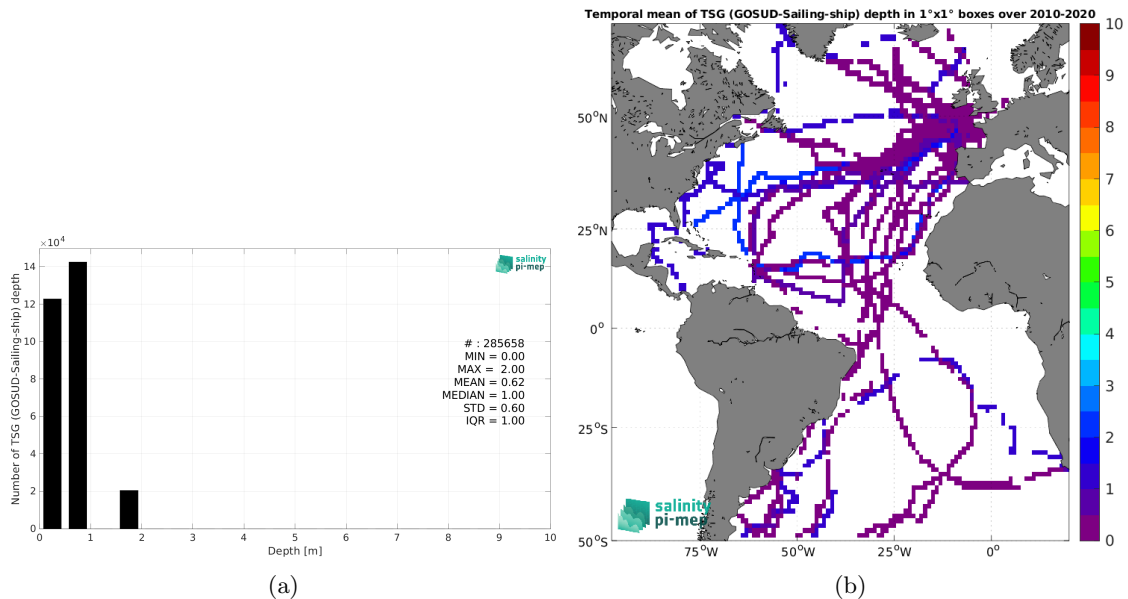 Temporal mean of TSG (GOSUD-Sailing-ship) depth in 1°x1° boxes over 2010-2020
×10⁴
14
12
10
8
6
4
2
0
Number of TSG (GOSUD-Sailing-ship) depth
0 1 2 3 4 5 6 7 8 9 10
Depth [m]
salinity
pi-mep
# : 285658
MIN = 0.00
MAX = 2.00
MEAN = 0.62
MEDIAN = 1.00
STD = 0.60
IQR = 1.00
(a)
50°N
25°N
0°
25°S
50°S
75°W 50°W 25°W 0°
salinity
pi-mep
10
9
8
7
6
5
4
3
2
1
0
(b)